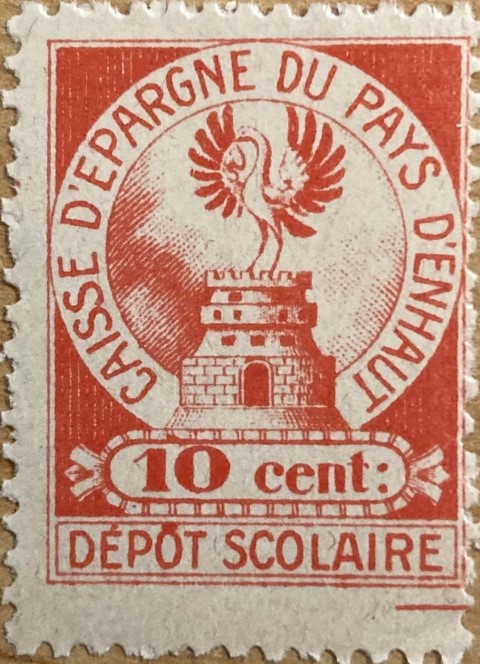 CAISSE D'EPARGNE DU PAYS D'ENHAUT
10 cent:
DÉPÔT SCOLAIRE